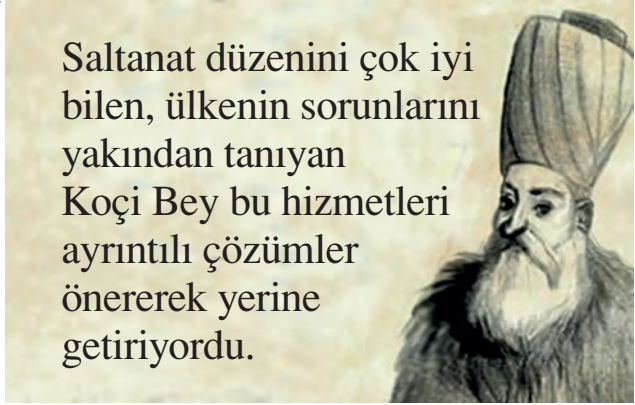 Saltanat düzenini çok iyi
bilen, ülkenin sorunlarını
yakından tanıyan
Koçi Bey bu hizmetleri
ayrıntılı çözümler
önererek yerine
getiriyordu.